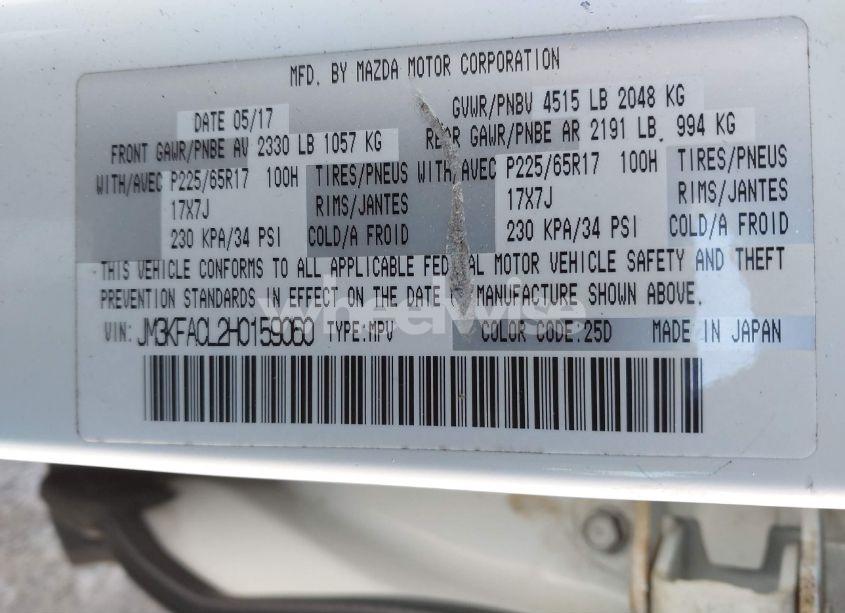 MFD. BY MAZDA MOTOR CORPORATION
DATE 05/17 GVWR/PNBV 4515 LB 2048 KG
FRONT GAWR/PNBE AV 2330 LB 1057 KG REAR GAWR/PNBE AR 2191 LB, 994 KG
WITH/AVEC P225/65R17 100H TIRES/PNEUS WITH/AVEC P225/65R17 100H TIRES/PNEUS
17X7J RIMS/JANTES 17X7J RIMS/JANTES
230 KPA/34 PSI COLD/A FROID 230 KPA/34 PSI COLD/A FROID
THIS VEHICLE CONFORMS TO ALL APPLICABLE FEDERAL MOTOR VEHICLE SAFETY AND THEFT
PREVENTION STANDARDS IN EFFECT ON THE DATE OF MANUFACTURE SHOWN ABOVE.
wheelwise
VIN: JM3KFACL2H0159060 TYPE:MPV COLOR CODE:25D MADE IN JAPAN